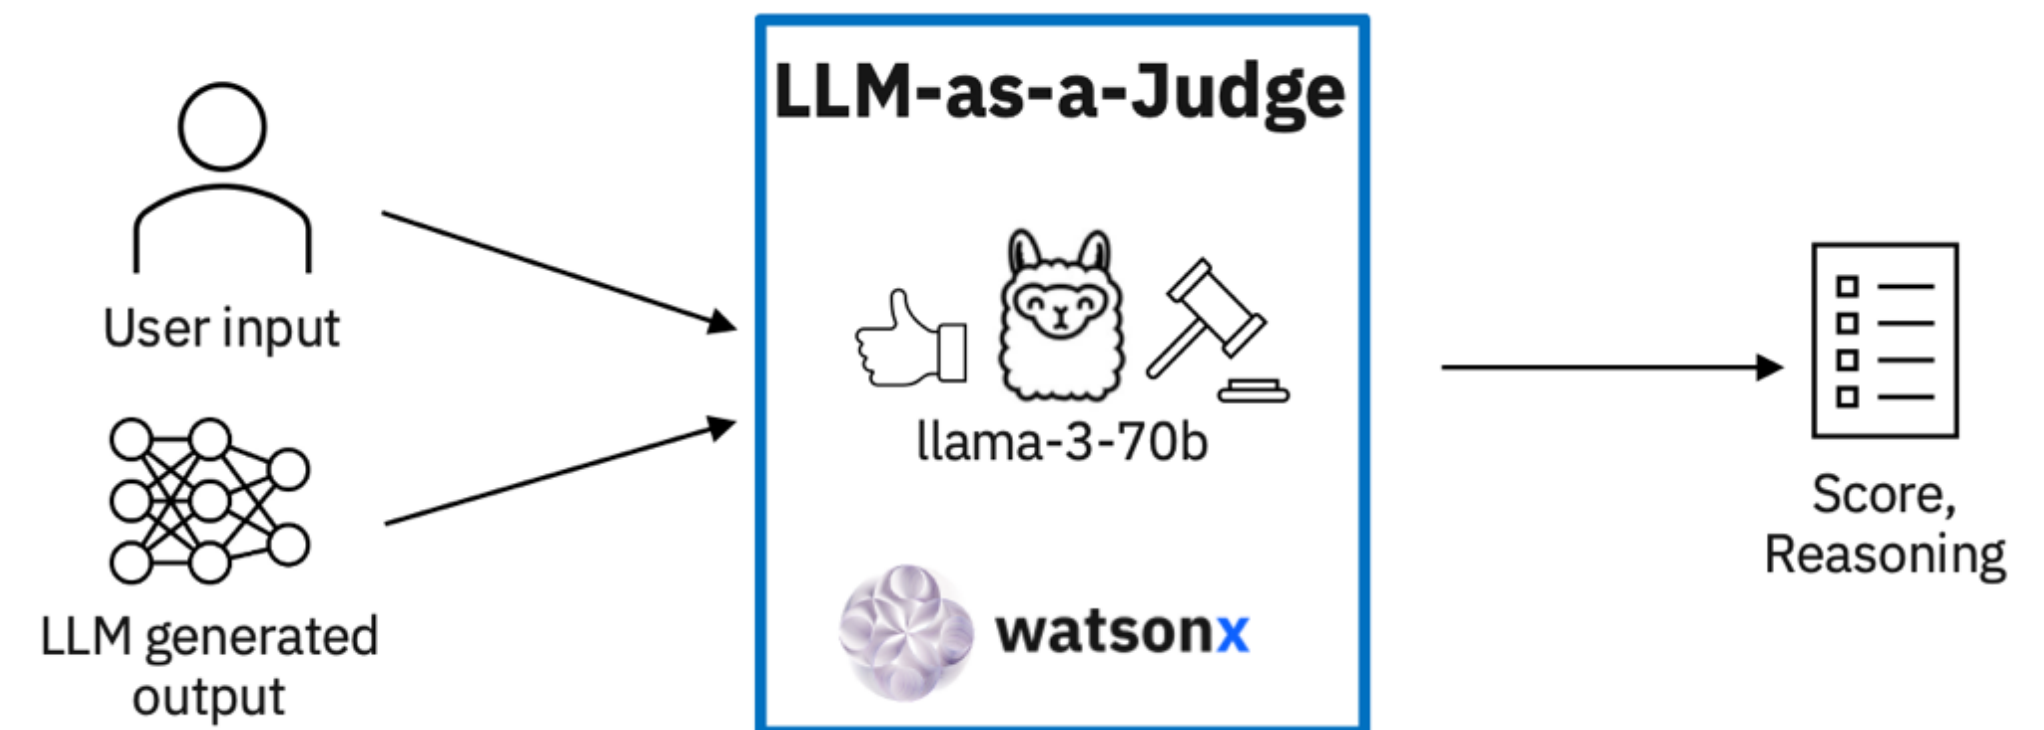 User input
LLM generated
output
LLM-as-a-Judge
llama-3-70b
watsonx
Score,
Reasoning